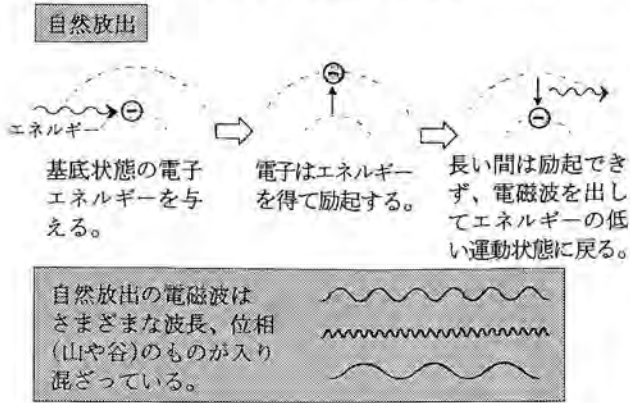 自然放出
エネルギー
基底状態の電子
エネルギーを与
える。
電子はエネルギー
を得て励起する。
長い間は励起でき
ず、電磁波を出し
てエネルギーの低
い運動状態に戻る。
自然放出の電磁波は
さまざまな波長、位相
(山や谷)のものが入り
混ざっている。